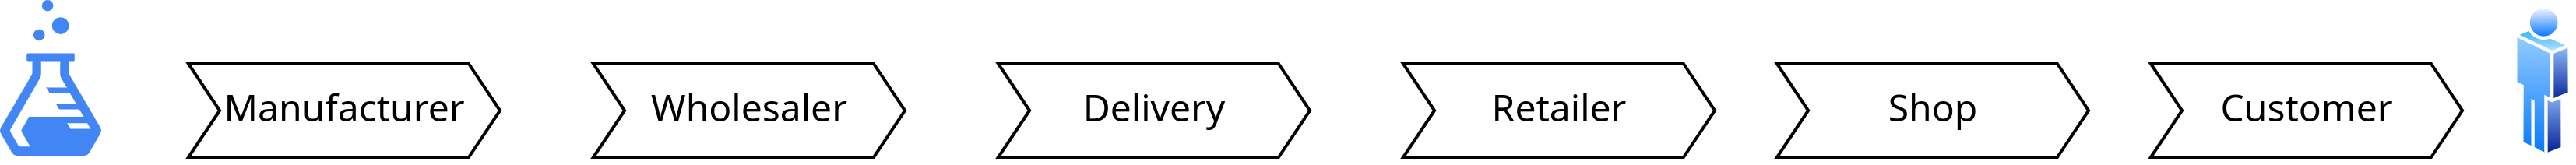 Manufacturer
Wholesaler
Delivery
Retailer
Shop
Customer